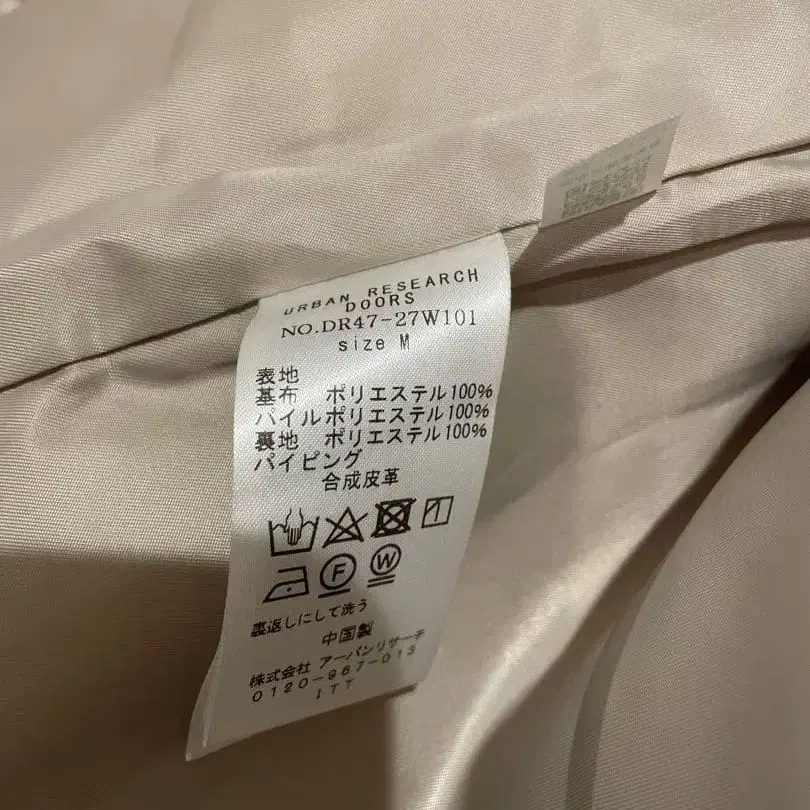 URBAN RESEARCH
DOORS
NO.DR47-27W101
size M
表地
基布 ポリエステル100%
パイルポリエステル100%
裏地 ポリエステル100%
パイピング
合成皮革
F
W
裏返しにして洗う
中国製
株式会社 アーバンリサーチ
0120-967-013
ITT